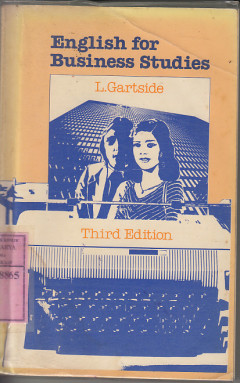 English for
Business Studies
L.Gartside
Third Edition